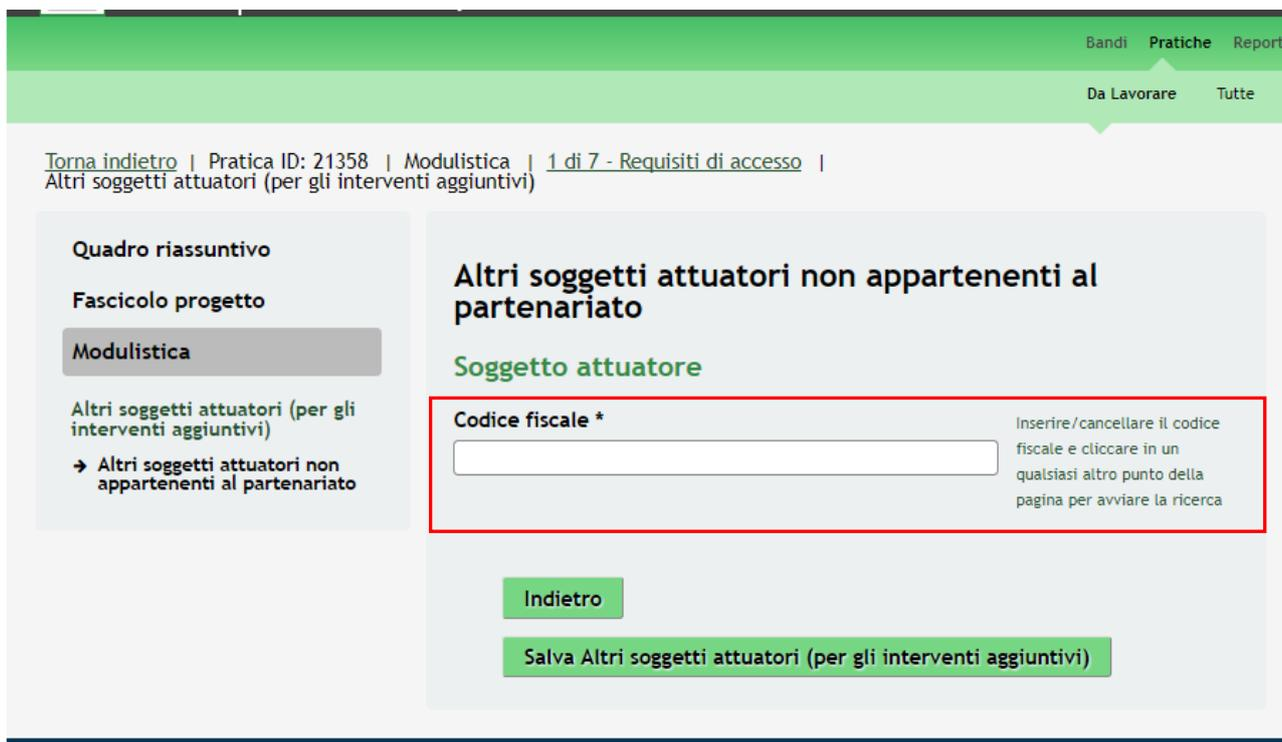 Bandi Pratiche Report
Da Lavorare Tutte
Torna indietro | Pratica ID: 21358 | Modulistica | 1 di 7 - Requisiti di accesso |
Altri soggetti attuatori (per gli interventi aggiuntivi)
Quadro riassuntivo
Fascicolo progetto
Modulistica
Altri soggetti attuatori (per gli
interventi aggiuntivi)
→ Altri soggetti attuatori non
appartenenti al partenariato
Altri soggetti attuatori non appartenenti al
partenariato
Soggetto attuatore
Codice fiscale *
Inserire/cancellare il codice
fiscale e cliccare in un
qualsiasi altro punto della
pagina per avviare la ricerca
Indietro
Salva Altri soggetti attuatori (per gli interventi aggiuntivi)